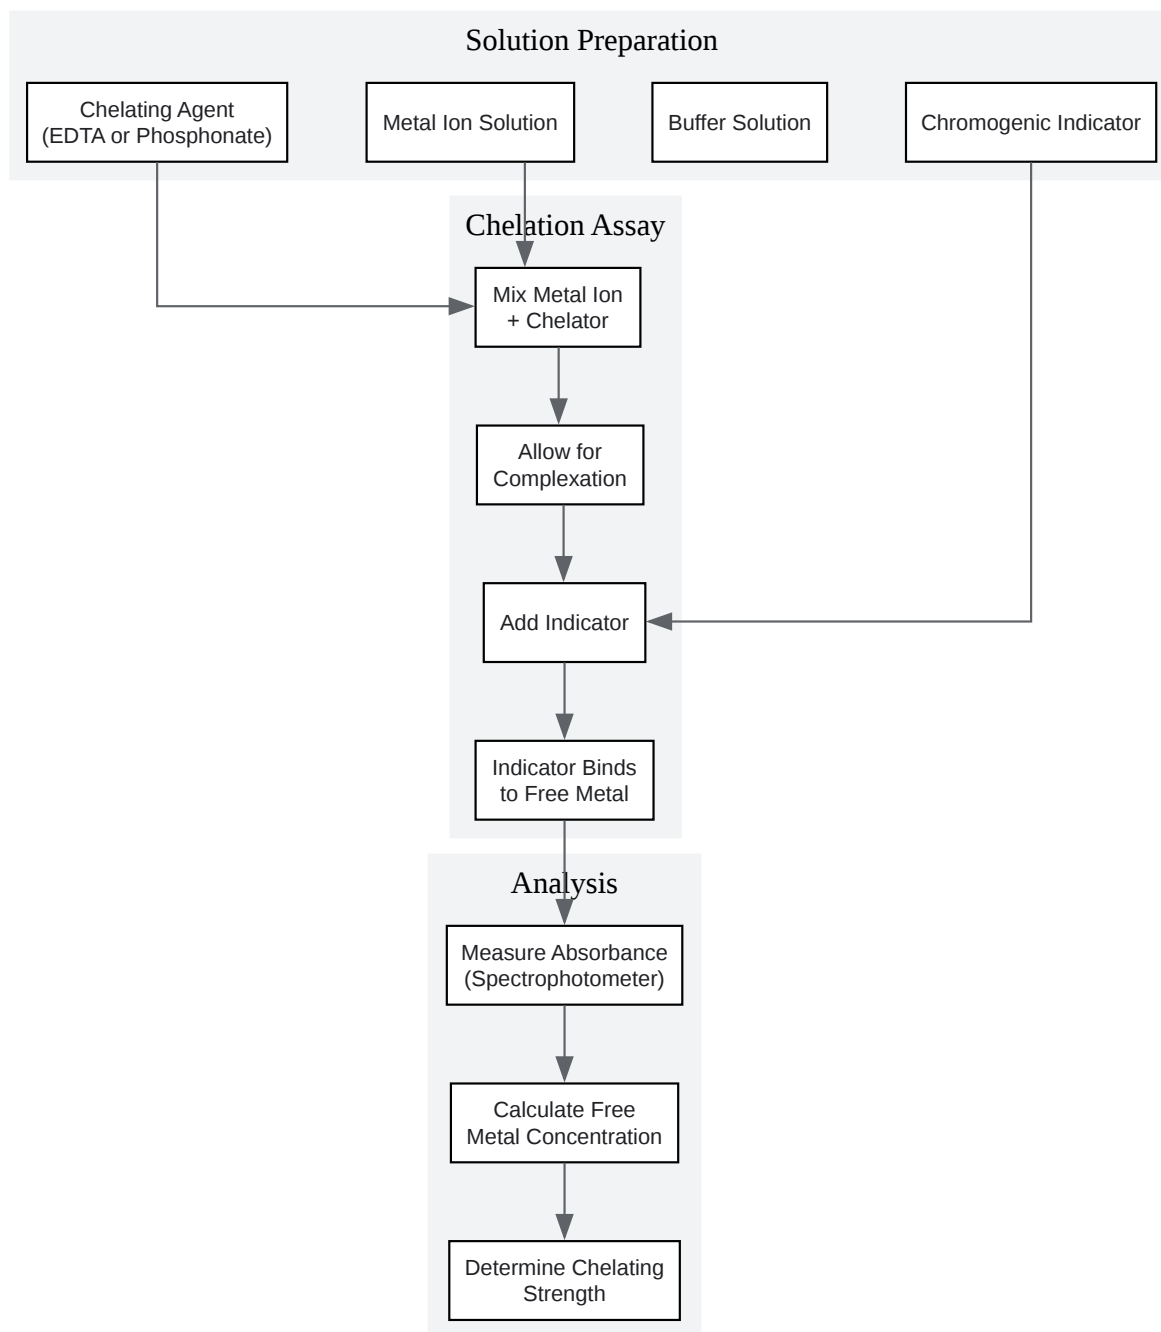 Solution Preparation
Chelating Agent
(EDTA or Phosphonate)
Metal Ion Solution
Buffer Solution
Chromogenic Indicator
Chelation Assay
Mix Metal Ion
+ Chelator
Allow for
Complexation
Add Indicator
Indicator Binds
to Free Metal
Analysis
Measure Absorbance
(Spectrophotometer)
Calculate Free
Metal Concentration
Determine Chelating
Strength